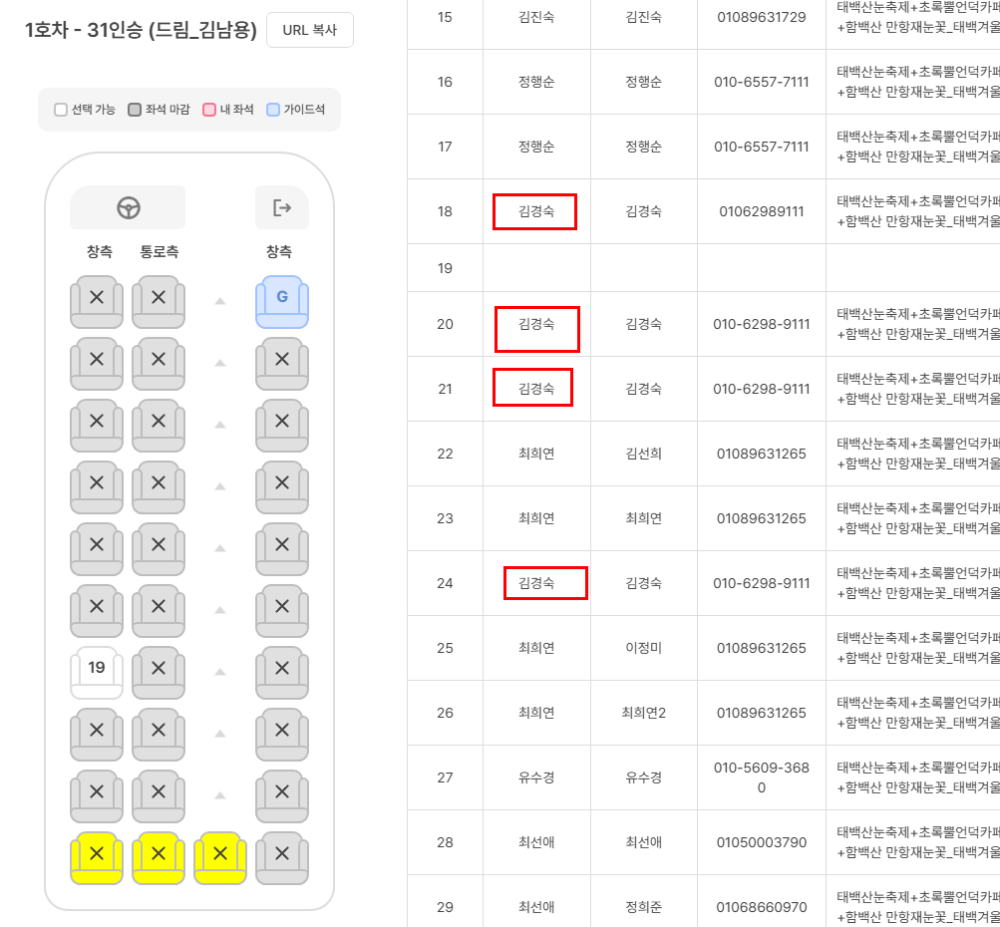 1호차 - 31인승 (드림_김남용)
URL 복사
선택 가능
좌석 마감
내 좌석
가이드석
창측 통로측 창측
G
19
15 김진숙 김진숙 01089631729 태백산눈축제+초록뿔언덕카페
+함백산 만항재눈꽃_태백겨울
16 정행순 정행순 010-6557-7111 태백산눈축제+초록뿔언덕카페
+함백산 만항재눈꽃_태백겨울
17 정행순 정행순 010-6557-7111 태백산눈축제+초록뿔언덕카페
+함백산 만항재눈꽃_태백겨울
18 김경숙 김경숙 01062989111 태백산눈축제+초록뿔언덕카페
+함백산 만항재눈꽃_태백겨울
19
20 김경숙 김경숙 010-6298-9111 태백산눈축제+초록뿔언덕카페
+함백산 만항재눈꽃_태백겨울
21 김경숙 김경숙 010-6298-9111 태백산눈축제+초록뿔언덕카페
+함백산 만항재눈꽃_태백겨울
22 최희연 김선희 01089631265 태백산눈축제+초록뿔언덕카페
+함백산 만항재눈꽃_태백겨울
23 최희연 최희연 01089631265 태백산눈축제+초록뿔언덕카페
+함백산 만항재눈꽃_태백겨울
24 김경숙 김경숙 010-6298-9111 태백산눈축제+초록뿔언덕카페
+함백산 만항재눈꽃_태백겨울
25 최희연 이정미 01089631265 태백산눈축제+초록뿔언덕카페
+함백산 만항재눈꽃_태백겨울
26 최희연 최희연2 01089631265 태백산눈축제+초록뿔언덕카페
+함백산 만항재눈꽃_태백겨울
27 유수경 유수경 010-5609-368
0 태백산눈축제+초록뿔언덕카페
+함백산 만항재눈꽃_태백겨울
28 최선애 최선애 01050003790 태백산눈축제+초록뿔언덕카페
+함백산 만항재눈꽃_태백겨울
29 최선애 정희준 01068660970 태백산눈축제+초록뿔언덕카페
+함백산 만항재눈꽃_태백겨울